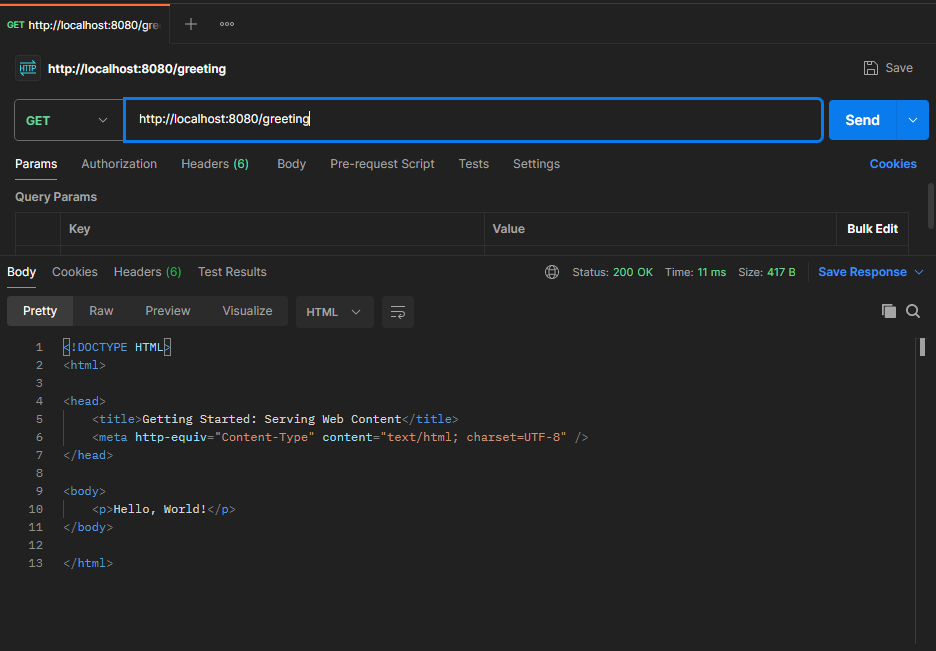 GET http://localhost:8080/gre
HTTP http://localhost:8080/greeting Save
GET http://localhost:8080/greeting Send
Params Authorization Headers (6) Body Pre-request Script Tests Settings Cookies
Query Params
Key Value Bulk Edit
Body Cookies Headers (6) Test Results Status: 200 OK Time: 11 ms Size: 417 B Save Response
Pretty Raw Preview Visualize HTML
1 <!DOCTYPE HTML>
2 <html>
3
4 <head>
5 <title>Getting Started: Serving Web Content</title>
6 <meta http-equiv="Content-Type" content="text/html; charset=UTF-8" />
7 </head>
8
9 <body>
10 <p>Hello, World!</p>
11 </body>
12
13 </html>